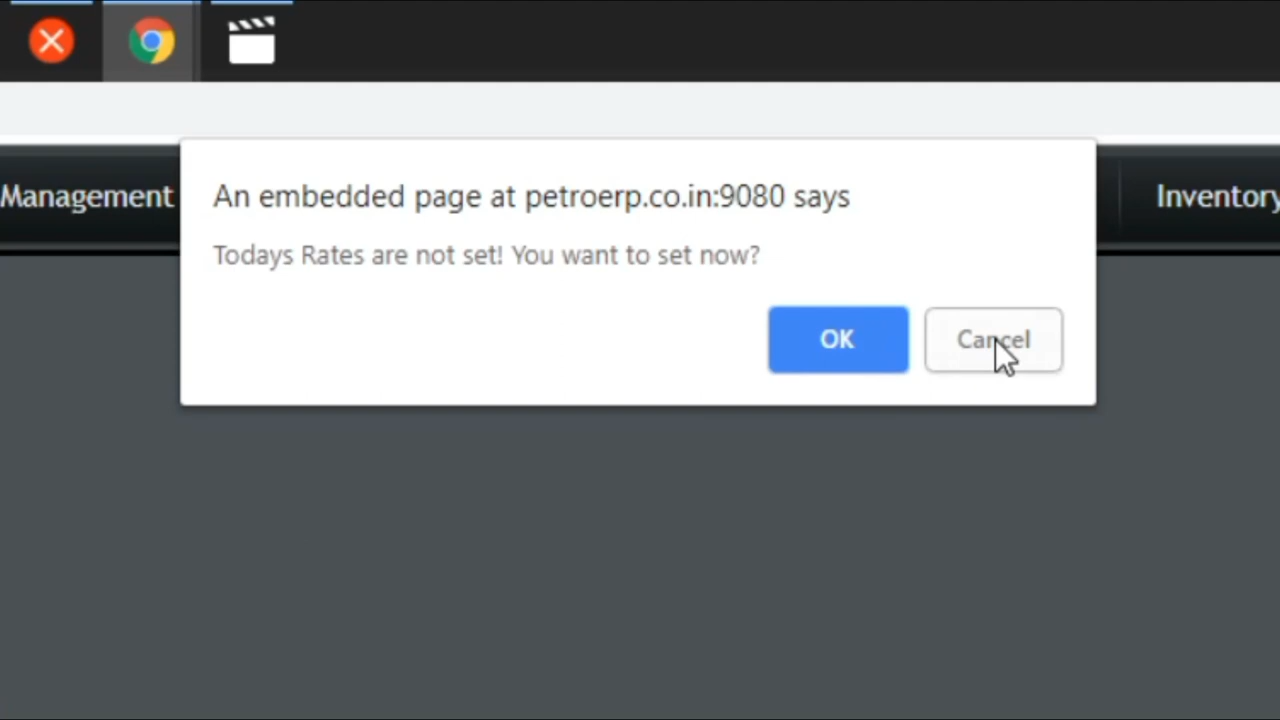 Management
An embedded page at petroerp.co.in:9080 says
Inventory
Todays Rates are not set! You want to set now?
OK
Cancel